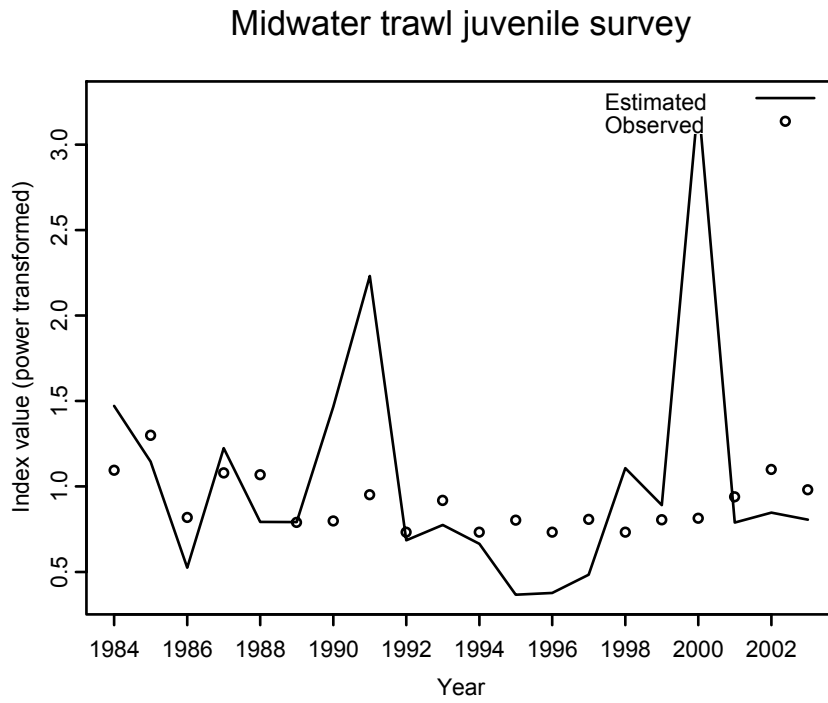 Midwater trawl juvenile survey
Estimated
Observed
Index value (power transformed)
3.0
2.5
2.0
1.5
1.0
0.5
1984 1986 1988 1990 1992 1994 1996 1998 2000 2002
Year